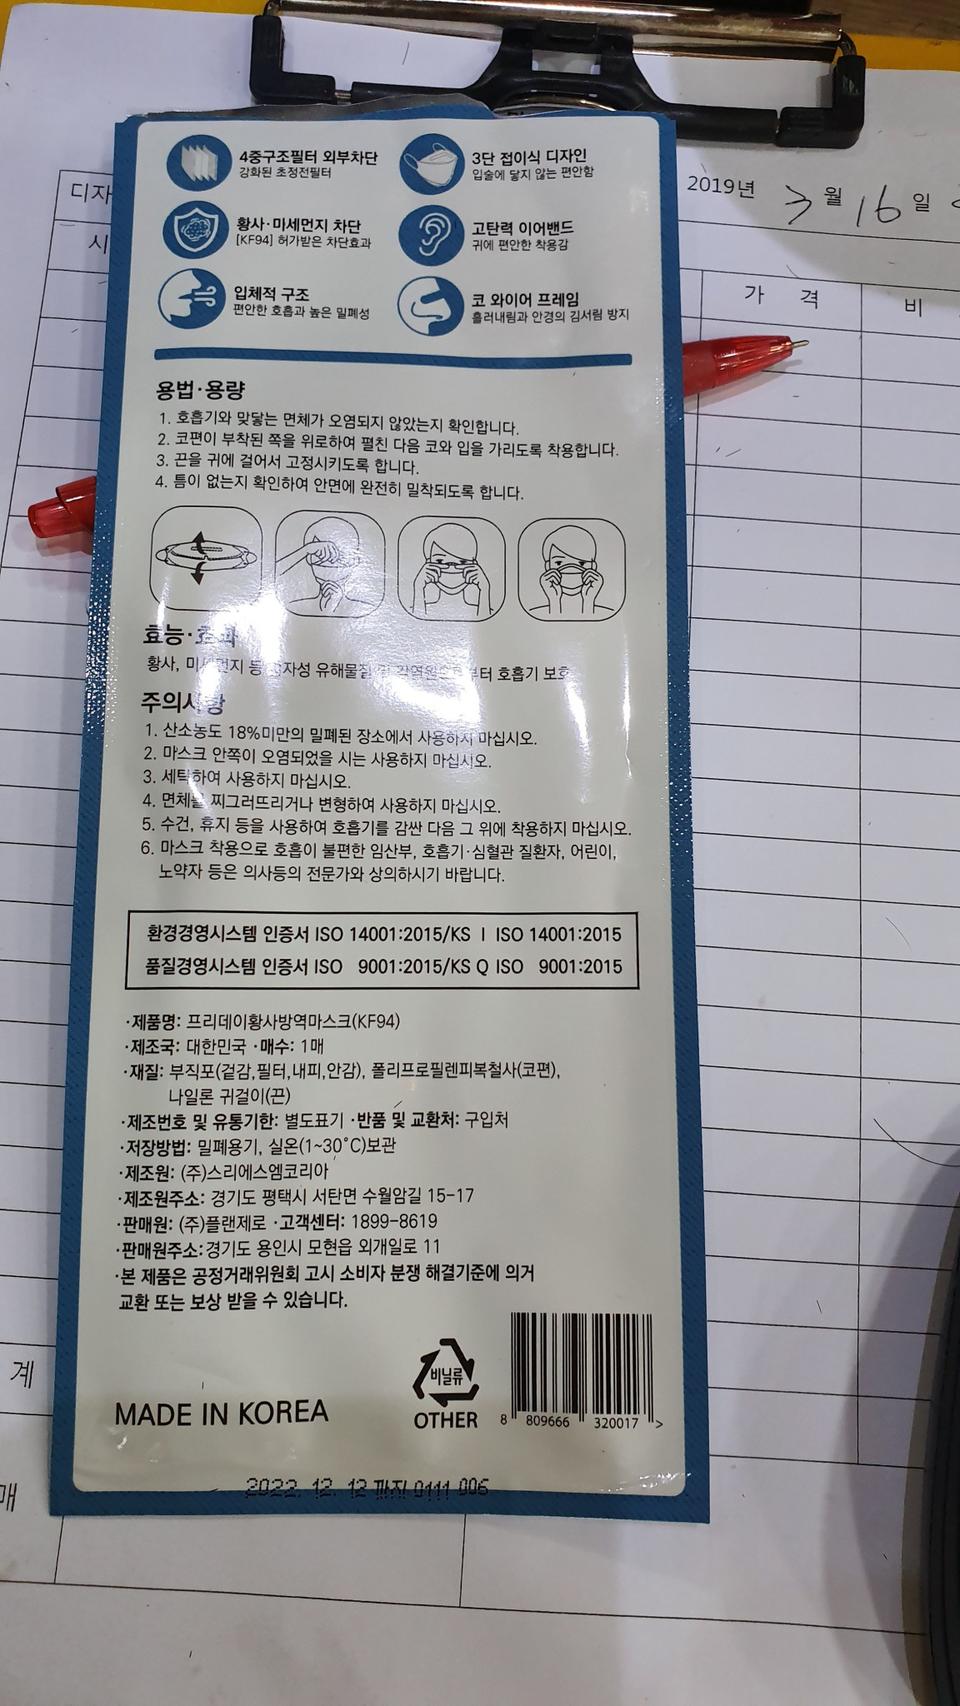 4중구조필터 외부차단
강화된 초정전필터
3단 접이식 디자인
입술에 닿지 않는 편안함
황사·미세먼지 차단
[KF94] 허가받은 차단효과
고탄력 이어밴드
귀에 편안한 착용감
입체적 구조
편안한 호흡과 높은 밀폐성
코 와이어 프레임
흘러내림과 안경의 김서림 방지
용법·용량
1. 호흡기와 맞닿는 면체가 오염되지 않았는지 확인합니다.
2. 코편이 부착된 쪽을 위로하여 펼친 다음 코와 입을 가리도록 착용합니다.
3. 끈을 귀에 걸어서 고정시키도록 합니다.
4. 틈이 없는지 확인하여 안면에 완전히 밀착되도록 합니다.
효능·효과
황사, 미세먼지 등 입자성 유해물질 및 감염원으로부터 호흡기 보호
주의사항
1. 산소농도 18%미만의 밀폐된 장소에서 사용하지 마십시오.
2. 마스크 안쪽이 오염되었을 시는 사용하지 마십시오.
3. 세탁하여 사용하지 마십시오.
4. 면체를 찌그러뜨리거나 변형하여 사용하지 마십시오.
5. 수건, 휴지 등을 사용하여 호흡기를 감싼 다음 그 위에 착용하지 마십시오.
6. 마스크 착용으로 호흡이 불편한 임산부, 호흡기·심혈관 질환자, 어린이,
노약자 등은 의사등의 전문가와 상의하시기 바랍니다.
환경경영시스템 인증서 ISO 14001:2015/KS I ISO 14001:2015
품질경영시스템 인증서 ISO 9001:2015/KS Q ISO 9001:2015
·제품명: 프리데이황사방역마스크(KF94)
·제조국: 대한민국 ·매수: 1매
·재질: 부직포(겉감,필터,내피,안감), 폴리프로필렌피복철사(코편),
나일론 귀걸이(끈)
·제조번호 및 유통기한: 별도표기 ·반품 및 교환처: 구입처
·저장방법: 밀폐용기, 실온(1~30˚C)보관
·제조원: (주)스리에스엠코리아
·제조원주소: 경기도 평택시 서탄면 수월암길 15-17
·판매원: (주)플랜제로 ·고객센터: 1899-8619
·판매원주소:경기도 용인시 모현읍 외개일로 11
·본 제품은 공정거래위원회 고시 소비자 분쟁 해결기준에 의거
교환 또는 보상 받을 수 있습니다.
비닐류
OTHER
MADE IN KOREA
8 809666 320017 >
2022. 12. 12 까지 0111 006
디자
시
2019년 3월 16일
가 격
비
계
매